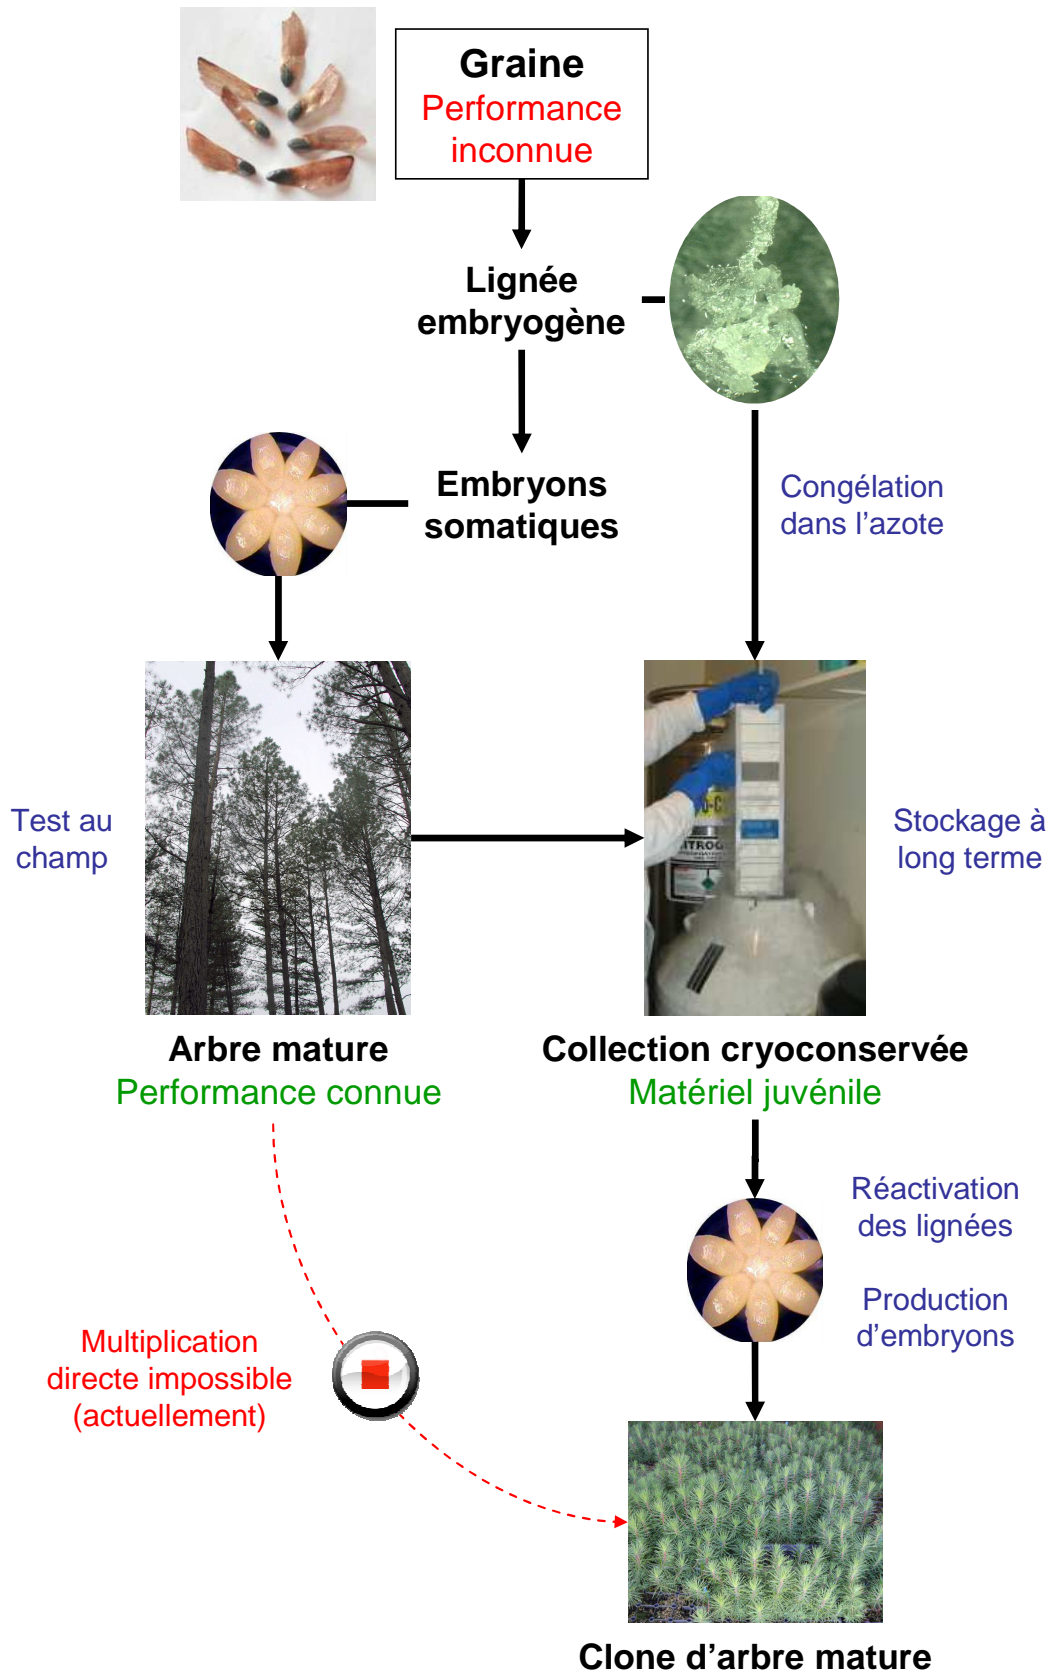 Graine
Performance
inconnue
Lignée
embryogène
Embryons
somatiques
Congélation
dans l’azote
Test au
champ
Stockage à
long terme
Arbre mature
Performance connue
Collection cryoconservée
Matériel juvénile
Réactivation
des lignées
Production
d’embryons
Multiplication
directe impossible
(actuellement)
Clone d’arbre mature